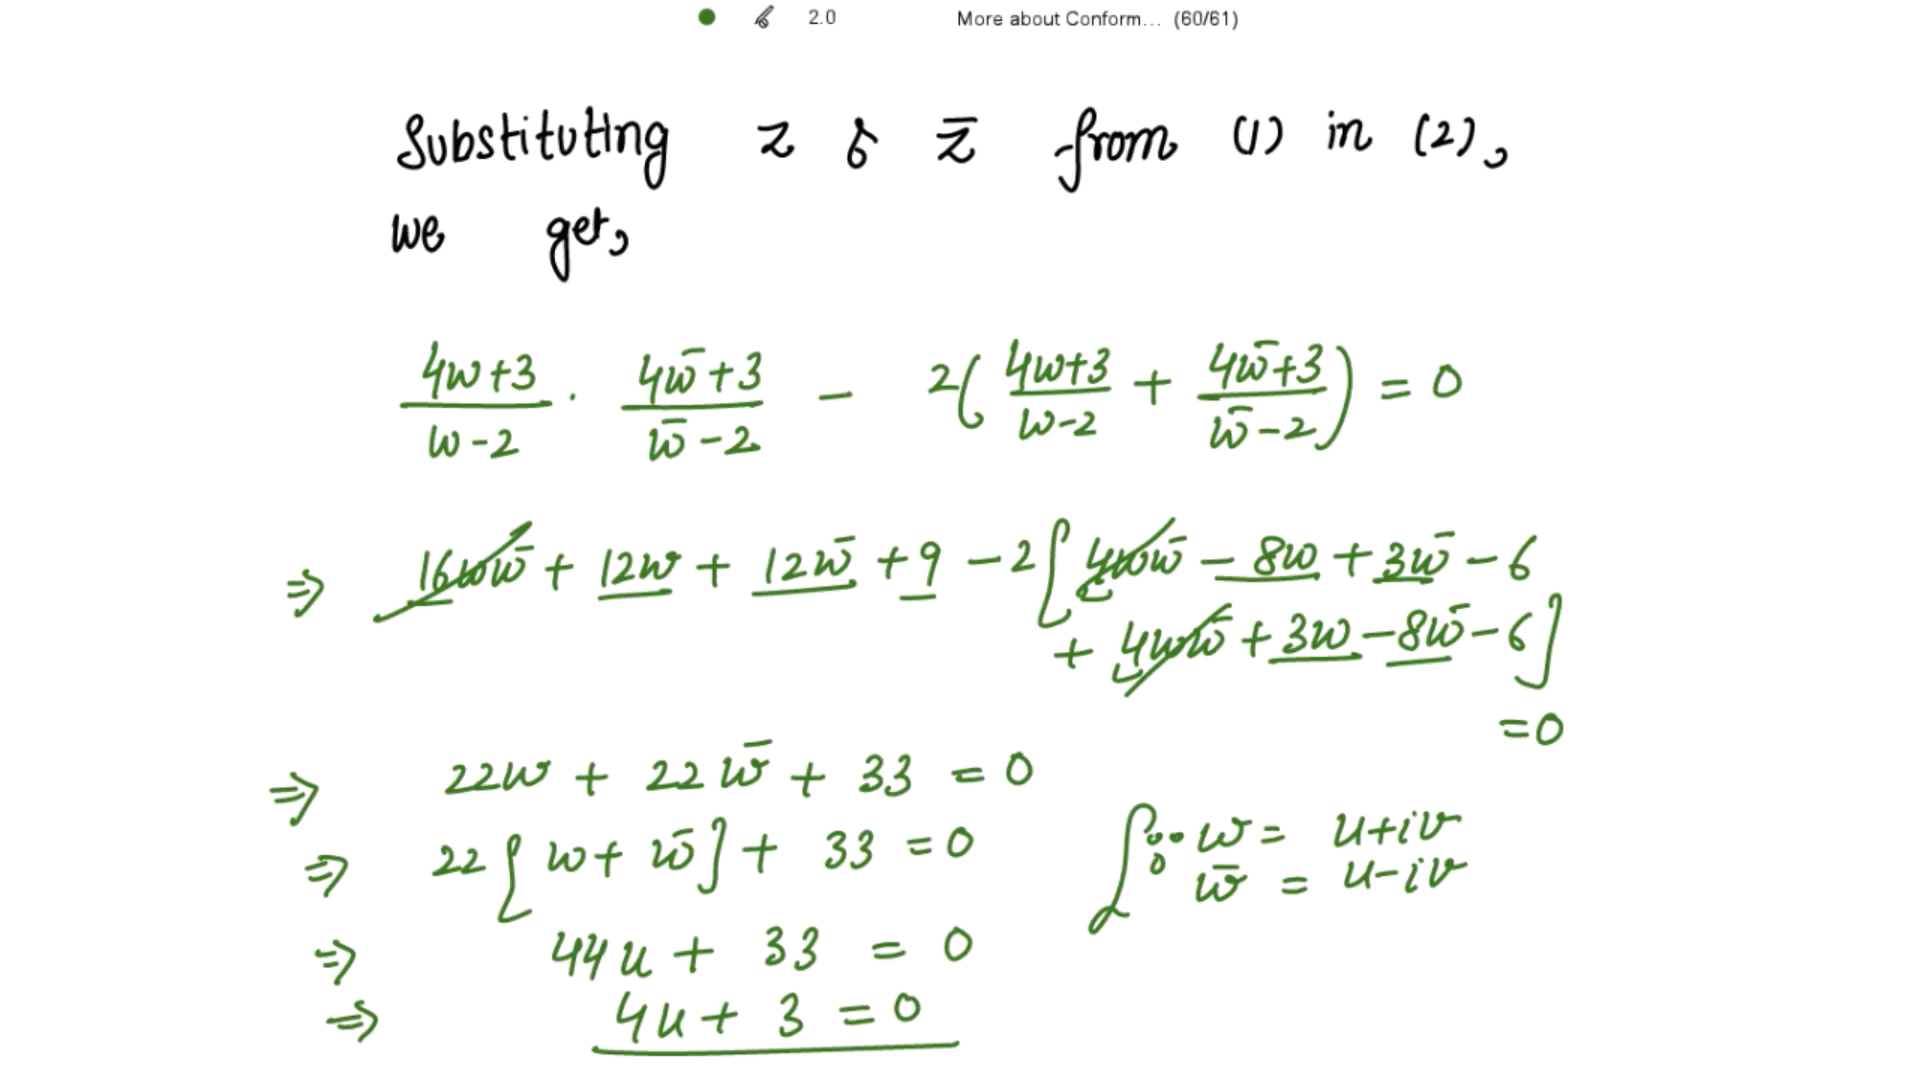 2.0 More about Conform... (60/61)
Substituting z & z̄ from (1) in (2),
we get,
(4w+3)/(w-2) · (4w̄+3)/(w̄-2) - 2((4w+3)/(w-2) + (4w̄+3)/(w̄-2)) = 0
⇒ 16ww̄ + 12w + 12w̄ + 9 - 2[4ww̄ - 8w + 3w̄ - 6
+ 4ww̄ + 3w - 8w̄ - 6]
=0
⇒ 22w + 22w̄ + 33 = 0
⇒ 22[w + w̄] + 33 = 0
[∵ w = u+iv
w̄ = u-iv
⇒ 44u + 33 = 0
⇒ 4u + 3 = 0